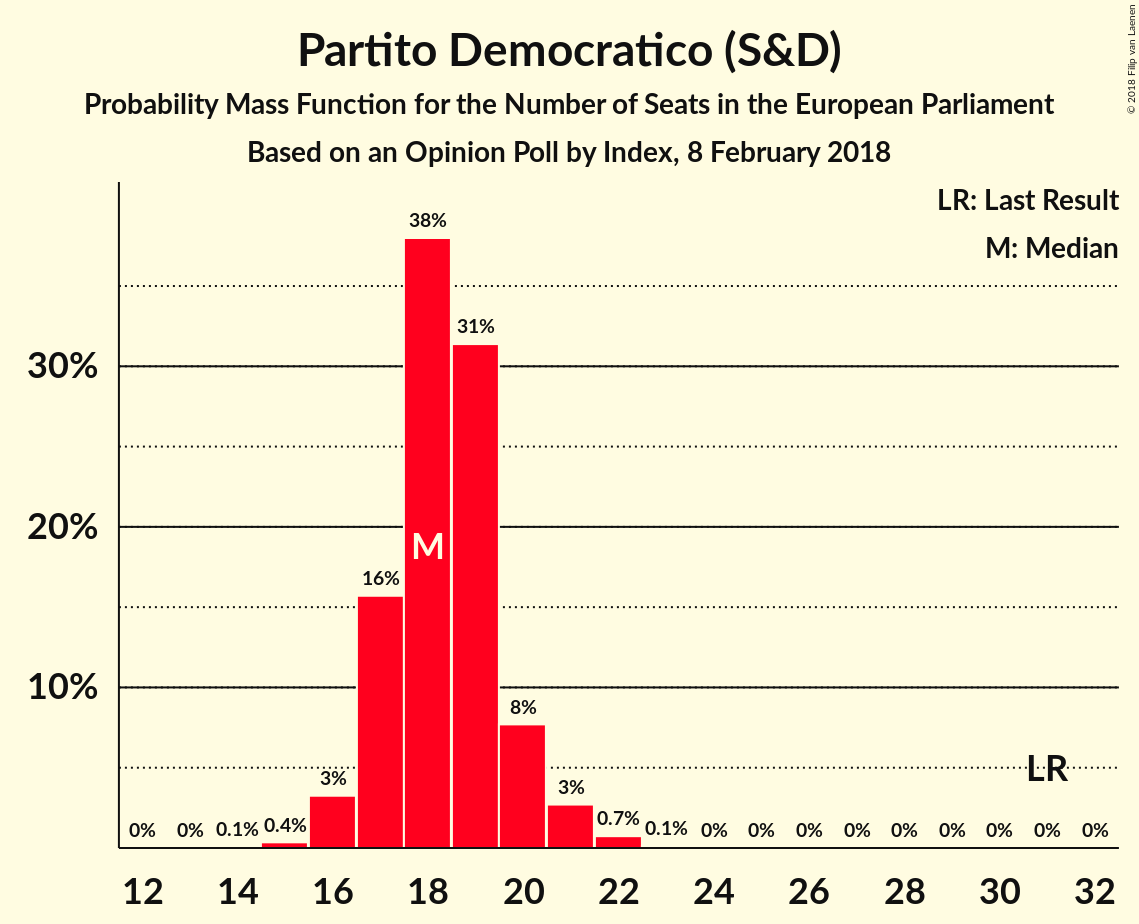 Partito Democratico (S&D)
Probability Mass Function for the Number of Seats in the European Parliament
Based on an Opinion Poll by Index, 8 February 2018
© 2018 Filip van Laenen
LR: Last Result
M: Median
38%
31%
30%
20%
M
16%
10%
8%
LR
3%
3%
0% 0% 0.1% 0.4% 0.7% 0.1% 0% 0% 0% 0% 0% 0% 0% 0% 0%
12 14 16 18 20 22 24 26 28 30 32